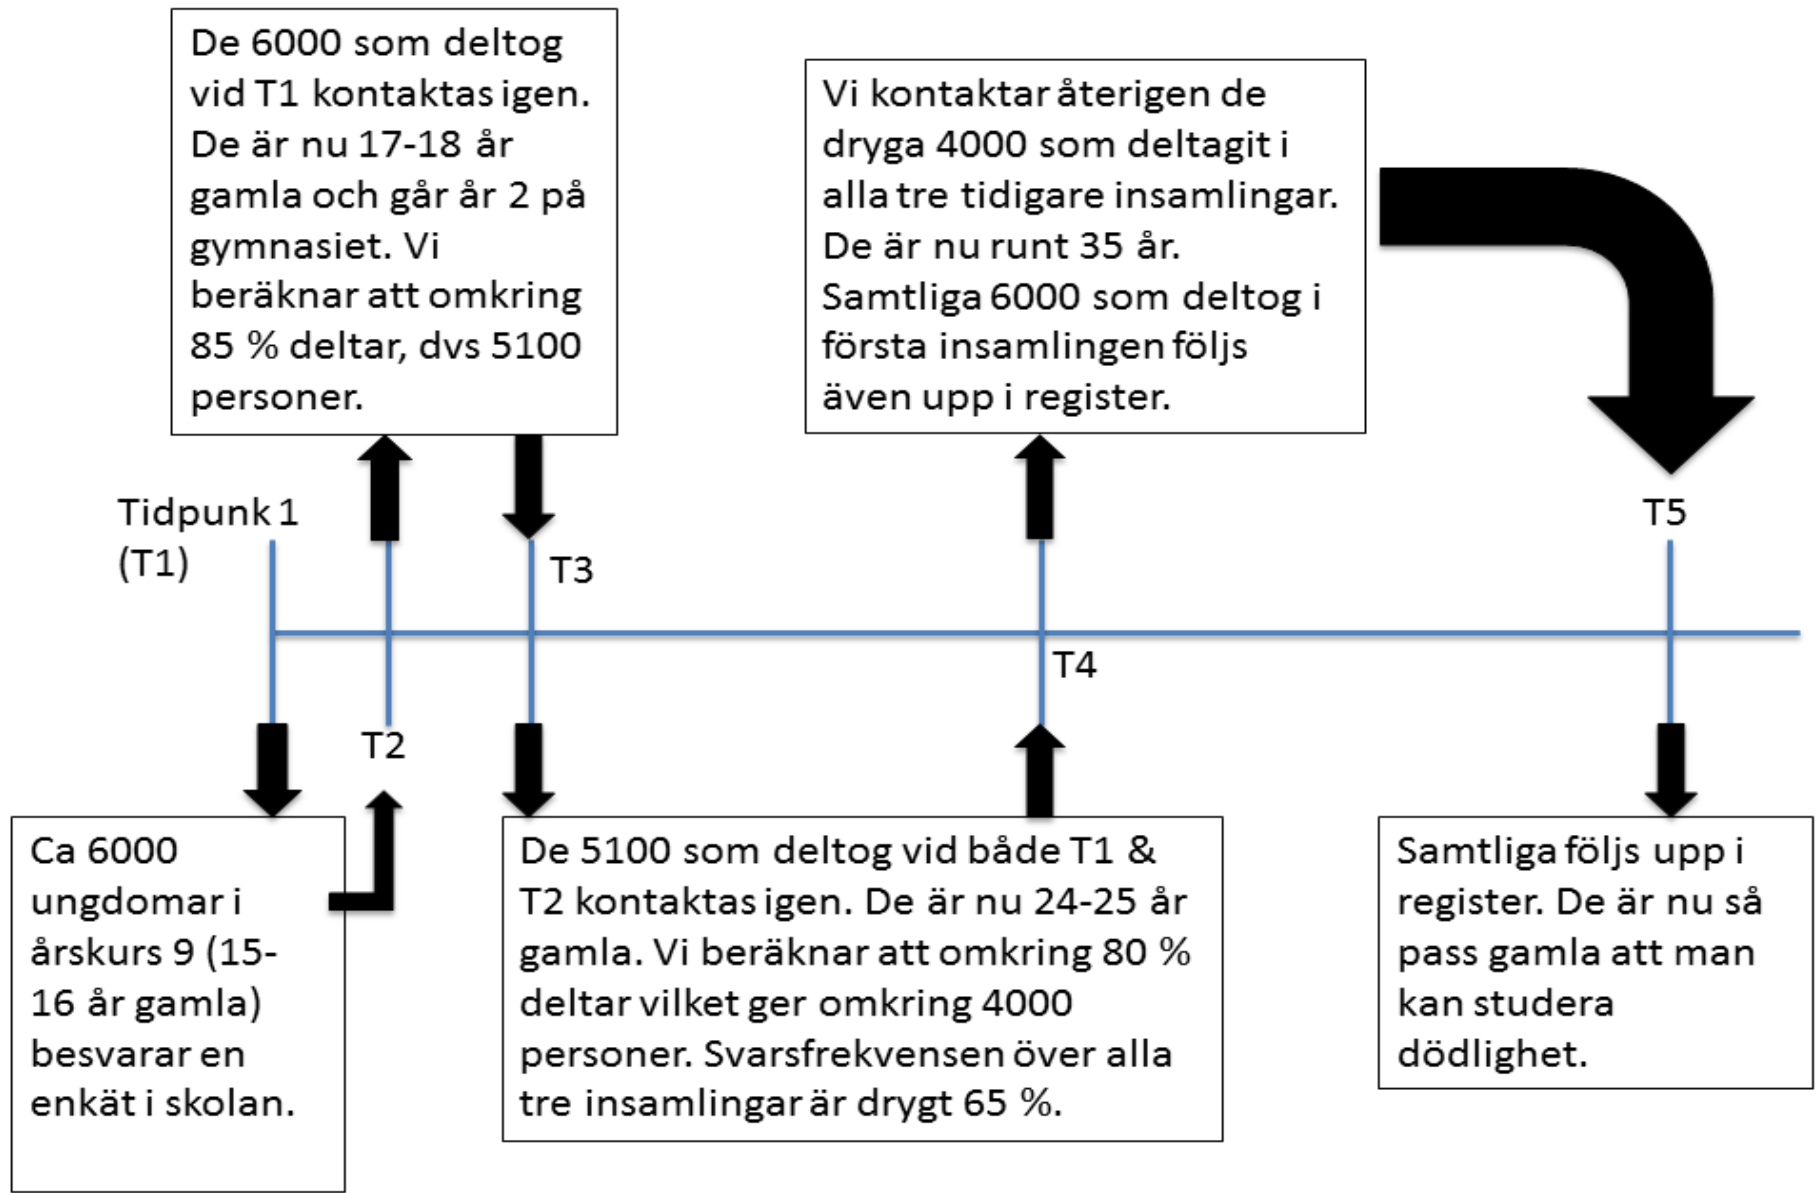 De 6000 som deltog
vid T1 kontaktas igen.
De är nu 17-18 år
gamla och går år 2 på
gymnasiet. Vi
beräknar att omkring
85 % deltar, dvs 5100
personer.
Vi kontaktar återigen de
dryga 4000 som deltagit i
alla tre tidigare insamlingar.
De är nu runt 35 år.
Samtliga 6000 som deltog i
första insamlingen följs
även upp i register.
Tidpunk 1
(T1)
T3
T5
T4
T2
Ca 6000
ungdomar i
årskurs 9 (15-
16 år gamla)
besvarar en
enkät i skolan.
De 5100 som deltog vid både T1 &
T2 kontaktas igen. De är nu 24-25 år
gamla. Vi beräknar att omkring 80 %
deltar vilket ger omkring 4000
personer. Svarsfrekvensen över alla
tre insamlingar är drygt 65 %.
Samtliga följs upp i
register. De är nu så
pass gamla att man
kan studera
dödlighet.